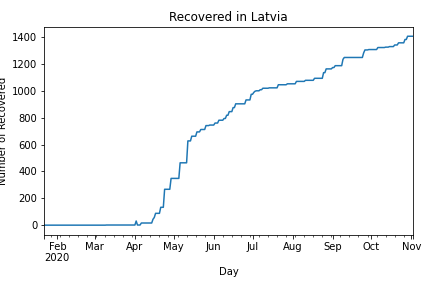 Recovered in Latvia
Number of Recovered
1400
1200
1000
800
600
400
200
0
Feb Mar Apr May Jun Jul Aug Sep Oct Nov
2020
Day